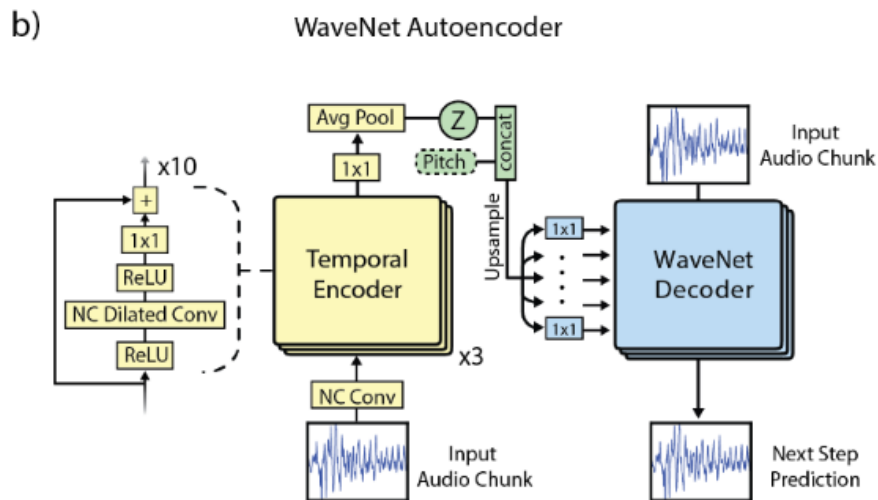 b)
WaveNet Autoencoder
x10
+
1x1
ReLU
NC Dilated Conv
ReLU
Avg Pool
Z
concat
Pitch
1x1
Temporal
Encoder
x3
NC Conv
Input
Audio Chunk
Upsample
1x1
1x1
Input
Audio Chunk
WaveNet
Decoder
Next Step
Prediction